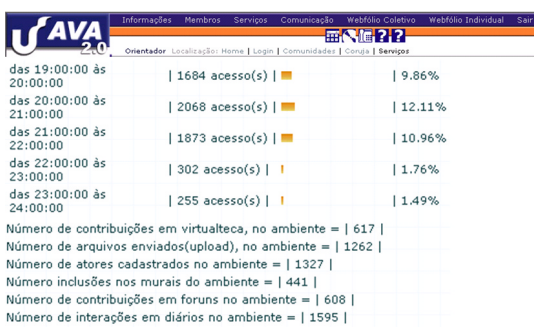 AVA
2.0
Informações Membros Serviços Comunicação Webfólio Coletivo Webfólio Individual Sair
? ?
Orientador Localização: Home | Login | Comunidades | Coruja | Serviços
das 19:00:00 às
20:00:00 | 1684 acesso(s) | | 9.86%
das 20:00:00 às
21:00:00 | 2068 acesso(s) | | 12.11%
das 21:00:00 às
22:00:00 | 1873 acesso(s) | | 10.96%
das 22:00:00 às
23:00:00 | 302 acesso(s) | | 1.76%
das 23:00:00 às
24:00:00 | 255 acesso(s) | | 1.49%
Número de contribuições em virtualteca, no ambiente = | 617 |
Número de arquivos enviados(upload), no ambiente = | 1262 |
Número de atores cadastrados no ambiente = | 1327 |
Número inclusões nos murais do ambiente = | 441 |
Número de contribuições em foruns no ambiente = | 608 |
Número de interações em diários no ambiente = | 1595 |